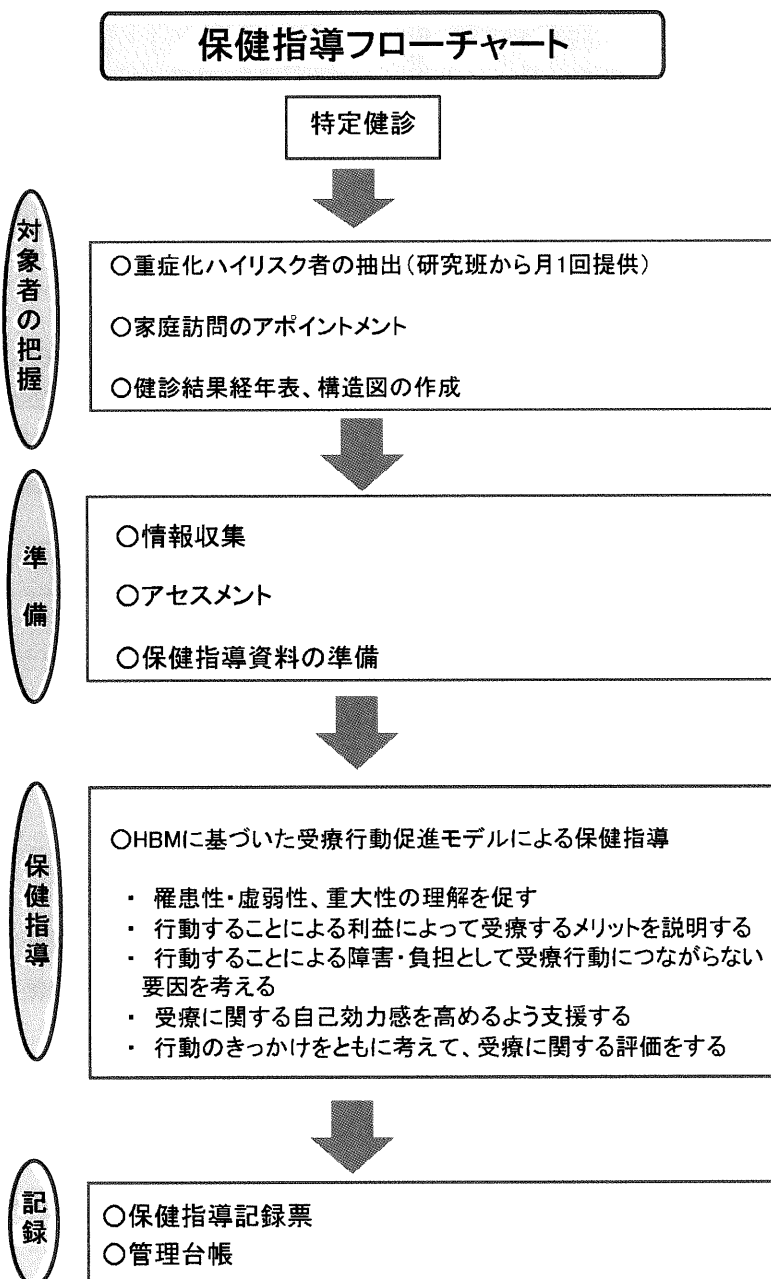 保健指導フローチャート
特定健診
対象者の把握
○重症化ハイリスク者の抽出（研究班から月1回提供）
○家庭訪問のアポイントメント
○健診結果経年表、構造図の作成
準備
○情報収集
○アセスメント
○保健指導資料の準備
保健指導
○HBMに基づいた受療行動促進モデルによる保健指導
・ 罹患性・虚弱性、重大性の理解を促す
・ 行動することによる利益によって受療するメリットを説明する
・ 行動することによる障害・負担として受療行動につながらない
要因を考える
・ 受療に関する自己効力感を高めるよう支援する
・ 行動のきっかけをともに考えて、受療に関する評価をする
記録
○保健指導記録票
○管理台帳